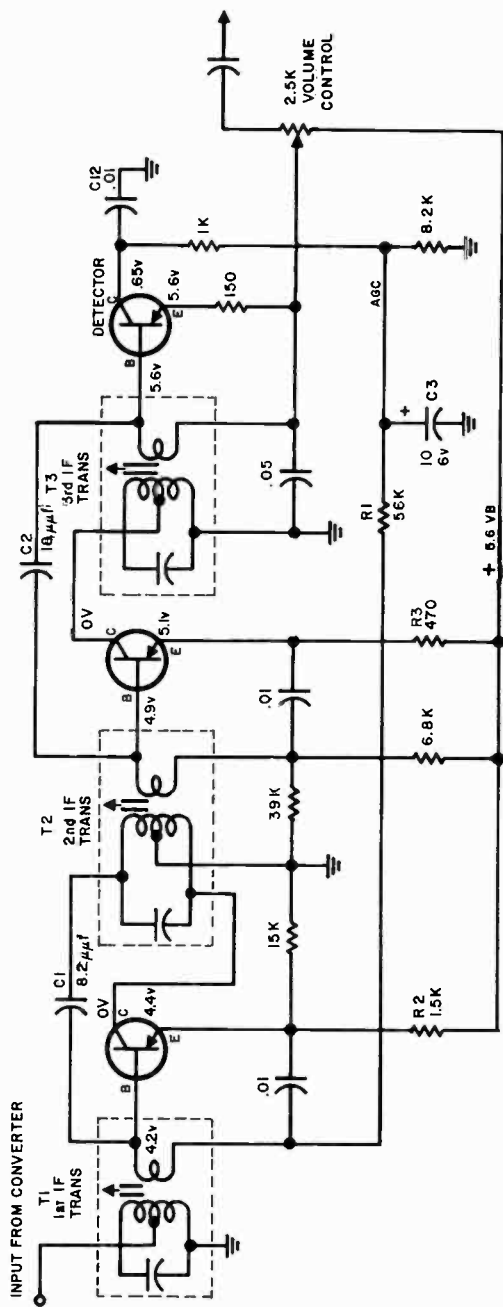 INPUT FROM CONVERTER
T1
1st IF
TRANS
4.2v
B
C
E
0V
4.4v
C1
8.2μμf
.01
15K
R2
1.5K
T2
2nd IF
TRANS
4.9v
B
C
E
0V
5.1v
C2
18μμf
39K
.01
6.8K
R3
470
T3
3rd IF
TRANS
5.6v
B
C
E
DETECTOR
.65v
5.6v
150
.05
C12
.01
1K
AGC
8.2K
R1
56K
+
C3
10
6v
+ 5.6 VB
2.5K
VOLUME
CONTROL